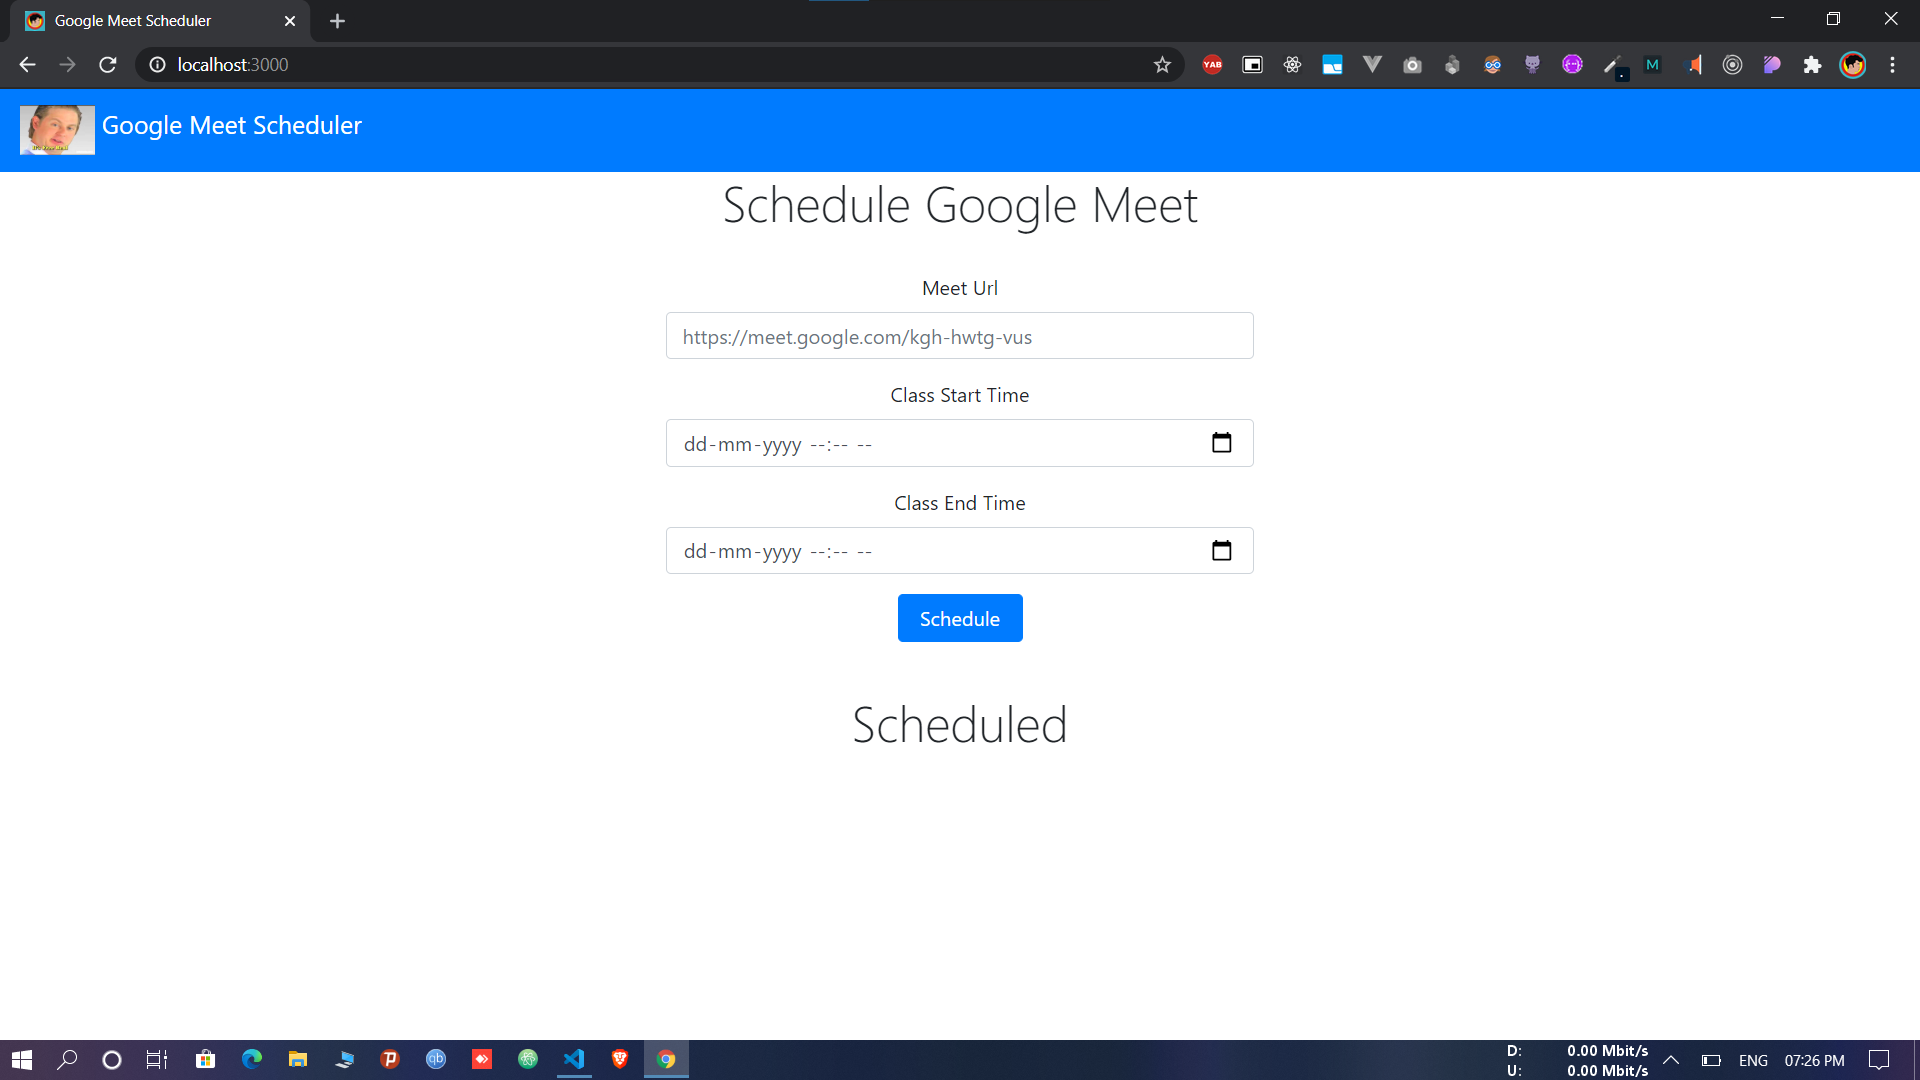 Google Meet Scheduler
localhost:3000
YAB
M
Google Meet Scheduler
Schedule Google Meet
Meet Url
https://meet.google.com/kgh-hwtg-vus
Class Start Time
dd-mm-yyyy --:-- --
Class End Time
dd-mm-yyyy --:-- --
Schedule
Scheduled
qb
D: 0.00 Mbit/s
U: 0.00 Mbit/s
ENG
07:26 PM